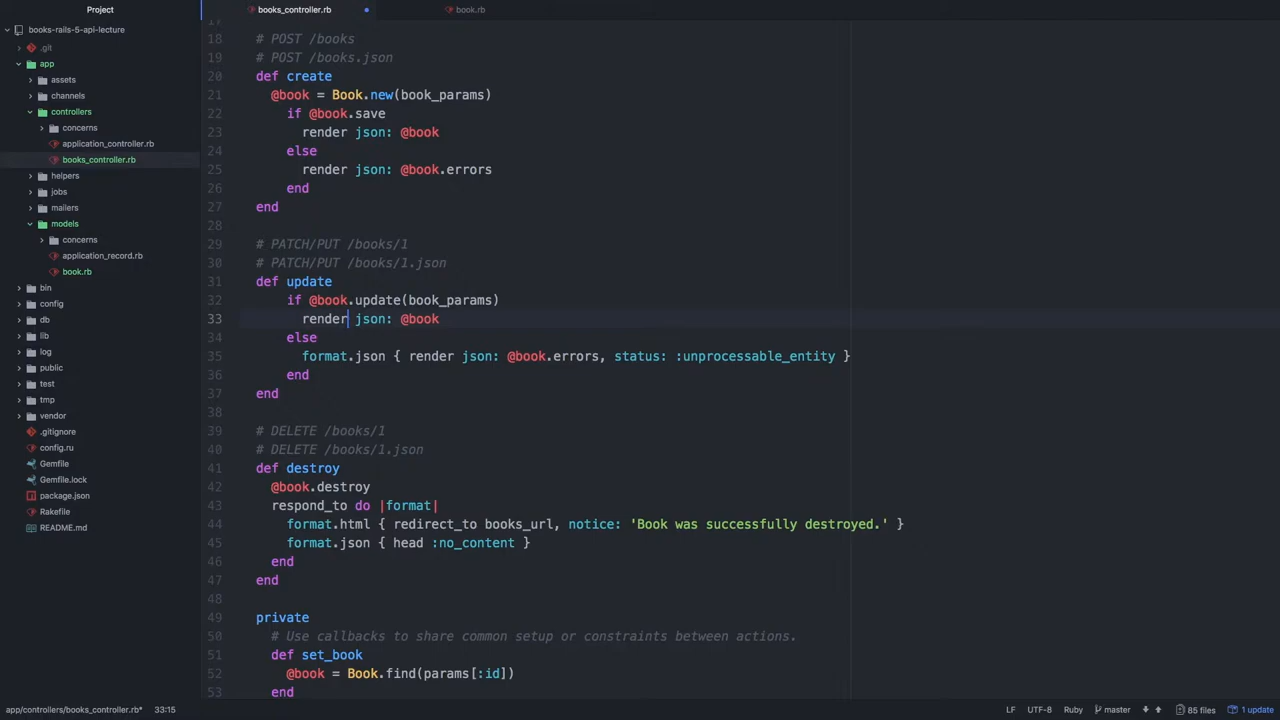 Project
books_controller.rb
book.rb
books-rails-5-api-lecture
.git
app
assets
channels
controllers
concerns
application_controller.rb
books_controller.rb
helpers
jobs
mailers
models
concerns
application_record.rb
book.rb
bin
config
db
lib
log
public
test
tmp
vendor
.gitignore
config.ru
Gemfile
Gemfile.lock
package.json
Rakefile
README.md
17
18 # POST /books
19 # POST /books.json
20 def create
21 @book = Book.new(book_params)
22 if @book.save
23 render json: @book
24 else
25 render json: @book.errors
26 end
27 end
28
29 # PATCH/PUT /books/1
30 # PATCH/PUT /books/1.json
31 def update
32 if @book.update(book_params)
33 render json: @book
34 else
35 format.json { render json: @book.errors, status: :unprocessable_entity }
36 end
37 end
38
39 # DELETE /books/1
40 # DELETE /books/1.json
41 def destroy
42 @book.destroy
43 respond_to do |format|
44 format.html { redirect_to books_url, notice: 'Book was successfully destroyed.' }
45 format.json { head :no_content }
46 end
47 end
48
49 private
50 # Use callbacks to share common setup or constraints between actions.
51 def set_book
52 @book = Book.find(params[:id])
53 end
app/controllers/books_controller.rb* 33:15 LF UTF-8 Ruby master 85 files 1 update